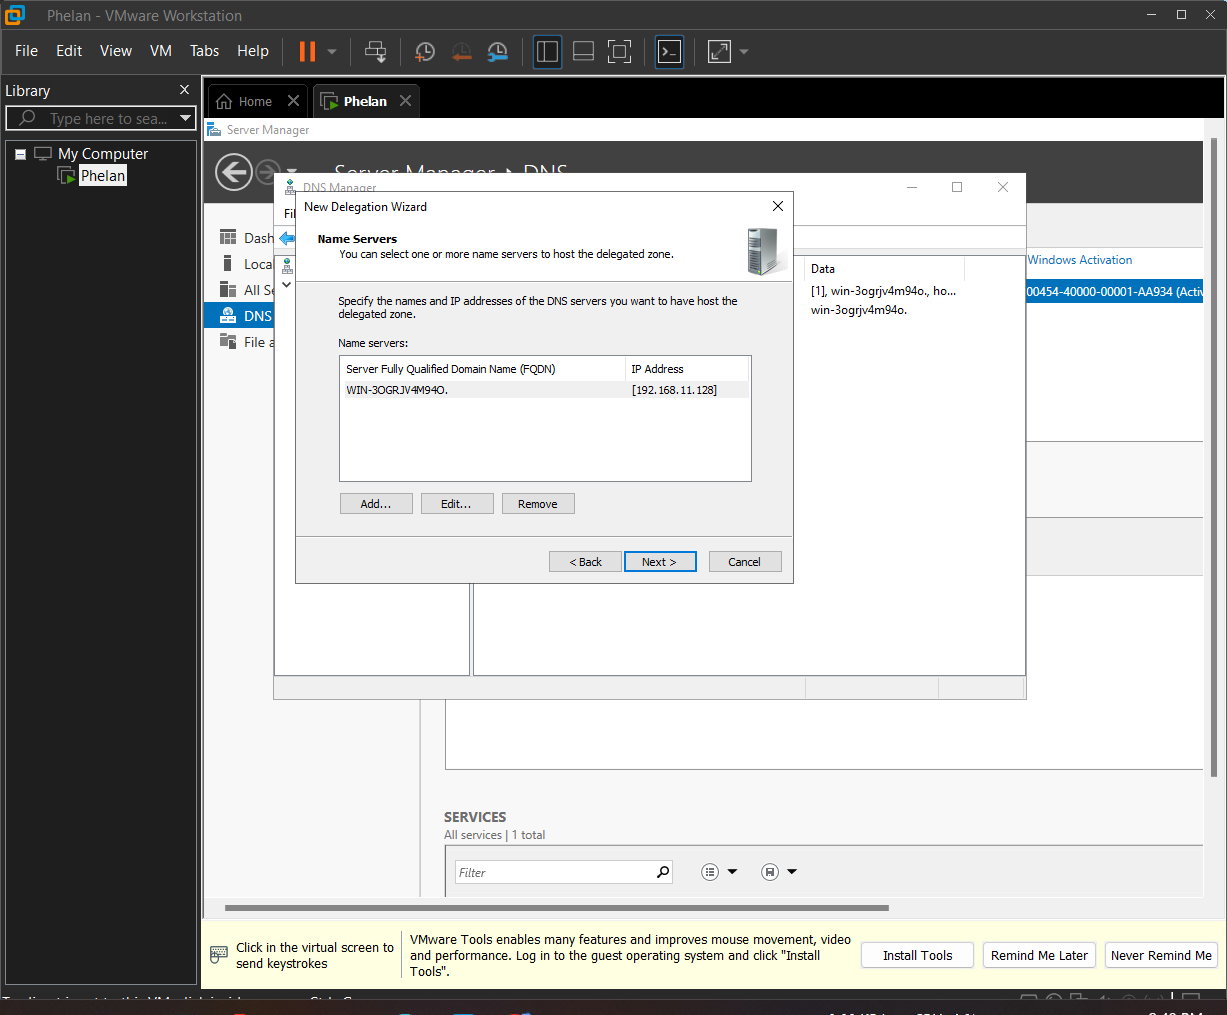 Phelan - VMware Workstation
File Edit View VM Tabs Help
Library
Type here to sea...
My Computer
Phelan
Home
Phelan
Server Manager
Server Manager DNS
Dash
Loca
All Se
DNS
File a
DNS Manager
Fil
New Delegation Wizard
Name Servers
You can select one or more name servers to host the delegated zone.
Specify the names and IP addresses of the DNS servers you want to have host the
delegated zone.
Name servers:
Server Fully Qualified Domain Name (FQDN) IP Address
WIN-3OGRJV4M94O. [192.168.11.128]
Add... Edit... Remove
< Back Next > Cancel
Data
[1], win-3ogrjv4m94o., ho...
win-3ogrjv4m94o.
Windows Activation
00454-40000-00001-AA934 (Activ
SERVICES
All services | 1 total
Filter
Click in the virtual screen to
send keystrokes
VMware Tools enables many features and improves mouse movement, video
and performance. Log in to the guest operating system and click "Install
Tools".
Install Tools Remind Me Later Never Remind Me